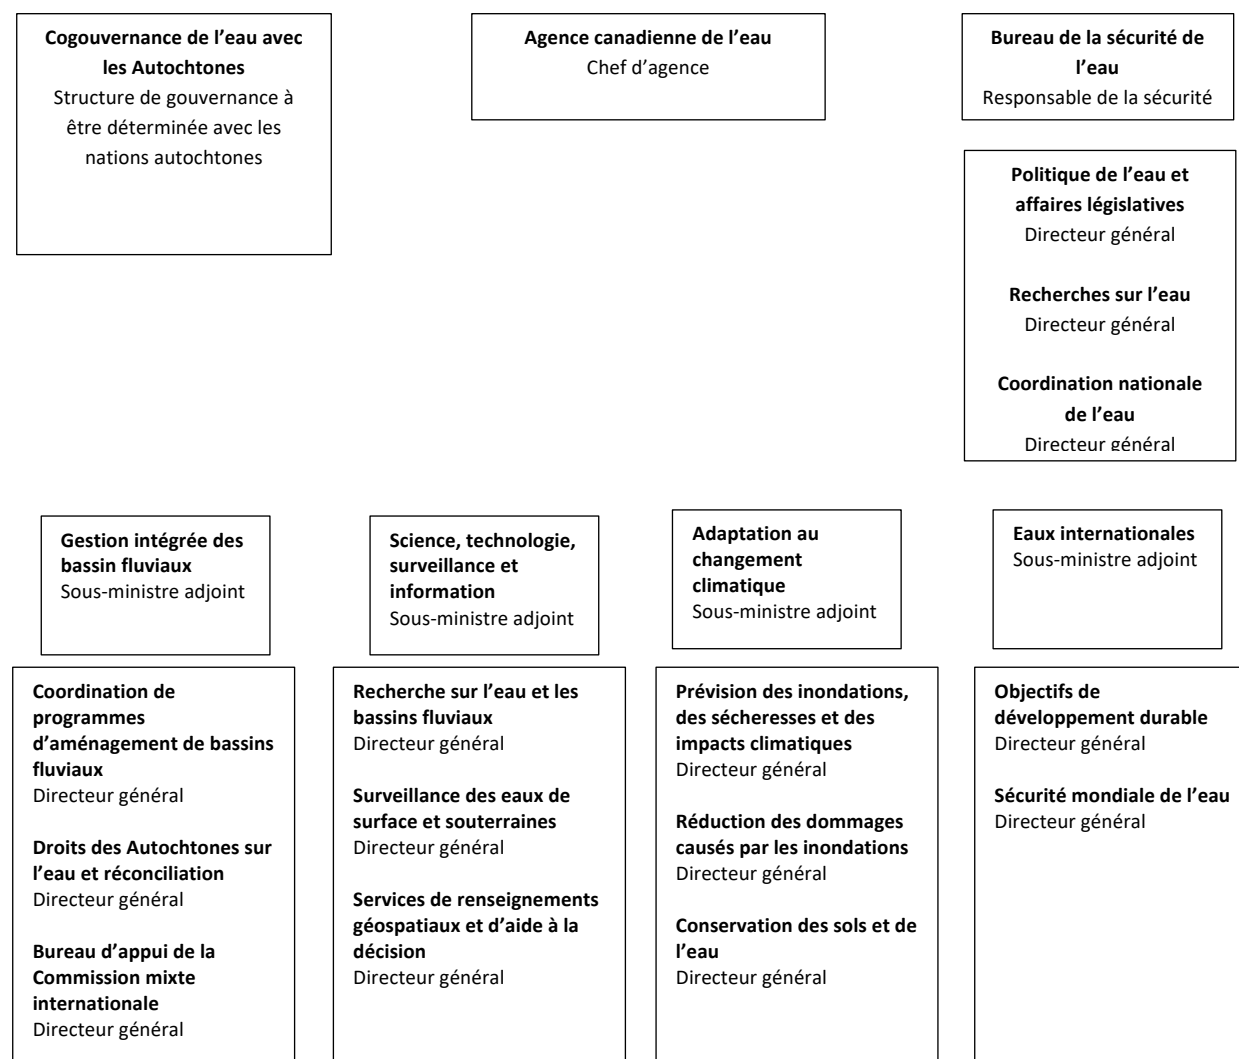 Cogouvernance de l’eau avec
les Autochtones
Structure de gouvernance à
être déterminée avec les
nations autochtones
Agence canadienne de l’eau
Chef d’agence
Bureau de la sécurité de
l’eau
Responsable de la sécurité
Politique de l’eau et
affaires législatives
Directeur général
Recherches sur l’eau
Directeur général
Coordination nationale
de l’eau
Directeur général
Gestion intégrée des
bassin fluviaux
Sous-ministre adjoint
Science, technologie,
surveillance et
information
Sous-ministre adjoint
Adaptation au
changement
climatique
Sous-ministre adjoint
Eaux internationales
Sous-ministre adjoint
Coordination de
programmes
d’aménagement de bassins
fluviaux
Directeur général
Droits des Autochtones sur
l’eau et réconciliation
Directeur général
Bureau d’appui de la
Commission mixte
internationale
Directeur général
Recherche sur l’eau et les
bassins fluviaux
Directeur général
Surveillance des eaux de
surface et souterraines
Directeur général
Services de renseignements
géospatiaux et d’aide à la
décision
Directeur général
Prévision des inondations,
des sécheresses et des
impacts climatiques
Directeur général
Réduction des dommages
causés par les inondations
Directeur général
Conservation des sols et de
l’eau
Directeur général
Objectifs de
développement durable
Directeur général
Sécurité mondiale de l’eau
Directeur général